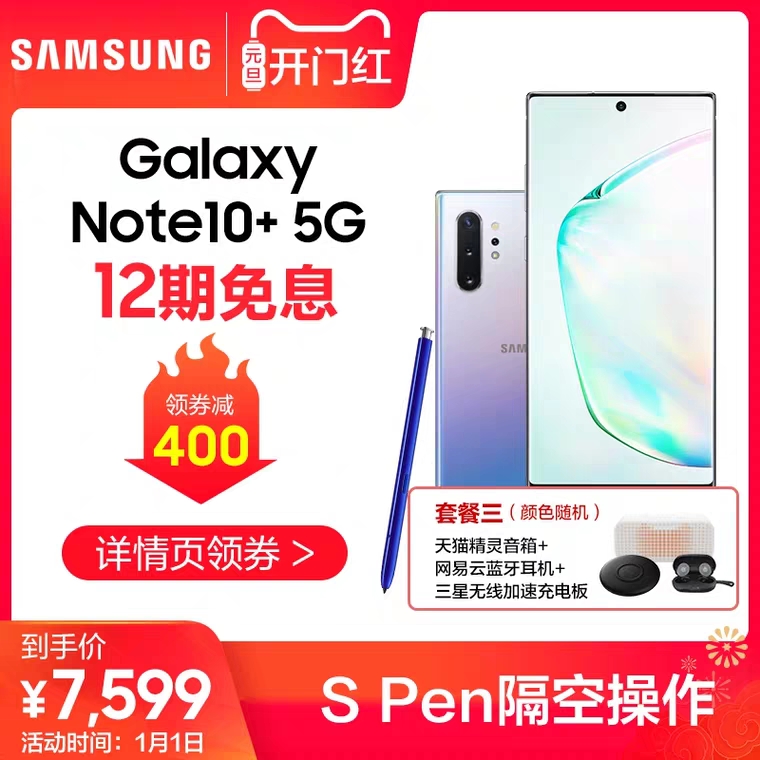 SAMSUNG
元旦
开门红
Galaxy
Note10+ 5G
12期免息
领券减
400
详情页领券 >
SAM
套餐三（颜色随机）
天猫精灵音箱+
网易云蓝牙耳机+
三星无线加速充电板
到手价
¥7,599
活动时间：1月1日
S Pen隔空操作